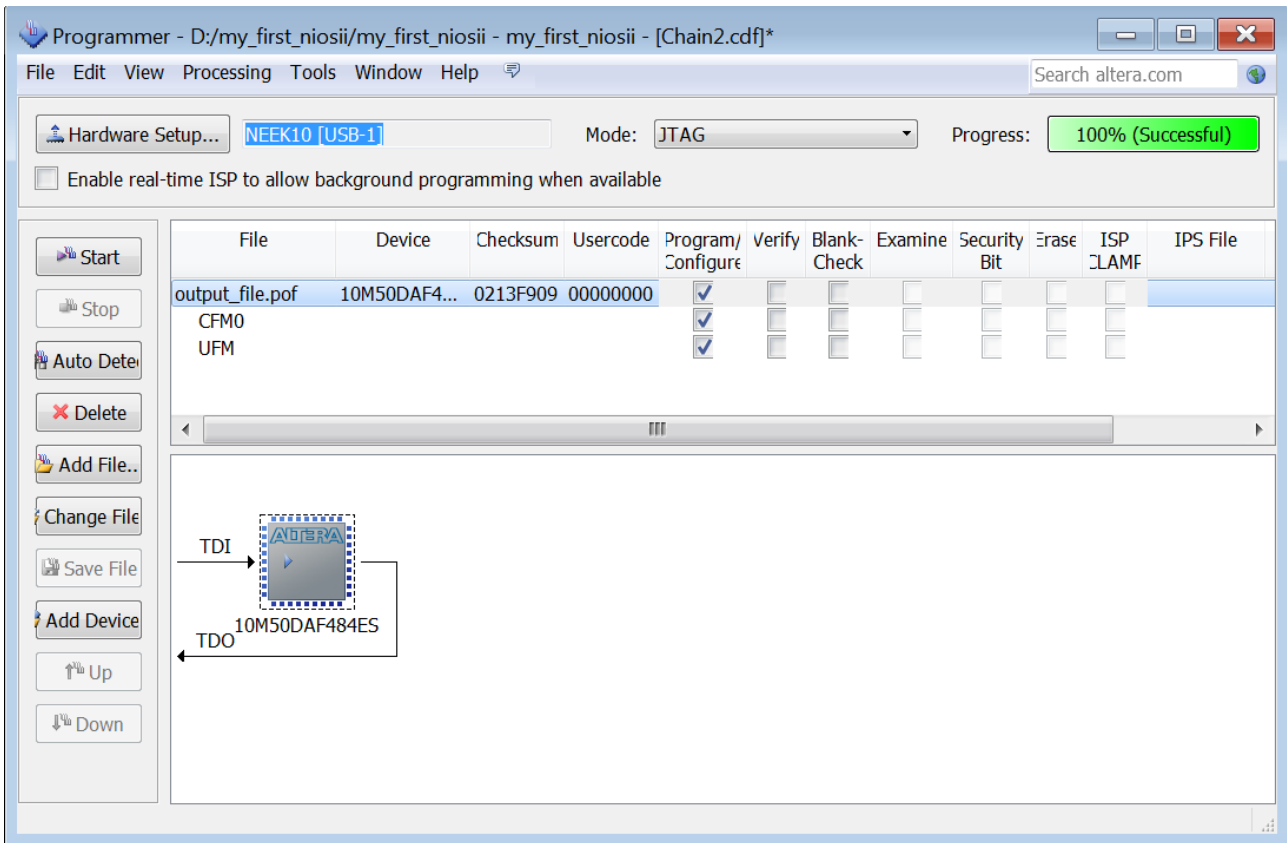 Programmer - D:/my_first_niosii/my_first_niosii - my_first_niosii - [Chain2.cdf]*
File Edit View Processing Tools Window Help
Search altera.com
Hardware Setup... NEEK10 [USB-1] Mode: JTAG Progress: 100% (Successful)
Enable real-time ISP to allow background programming when available
File Device Checksum Usercode Program/ Verify Blank- Examine Security Erase ISP IPS File
Configure Check Bit CLAMP
output_file.pof 10M50DAF4... 0213F909 00000000
CFM0
UFM
Start
Stop
Auto Dete
Delete
Add File..
Change File
Save File
Add Device
Up
Down
TDI
ALTERA
10M50DAF484ES
TDO